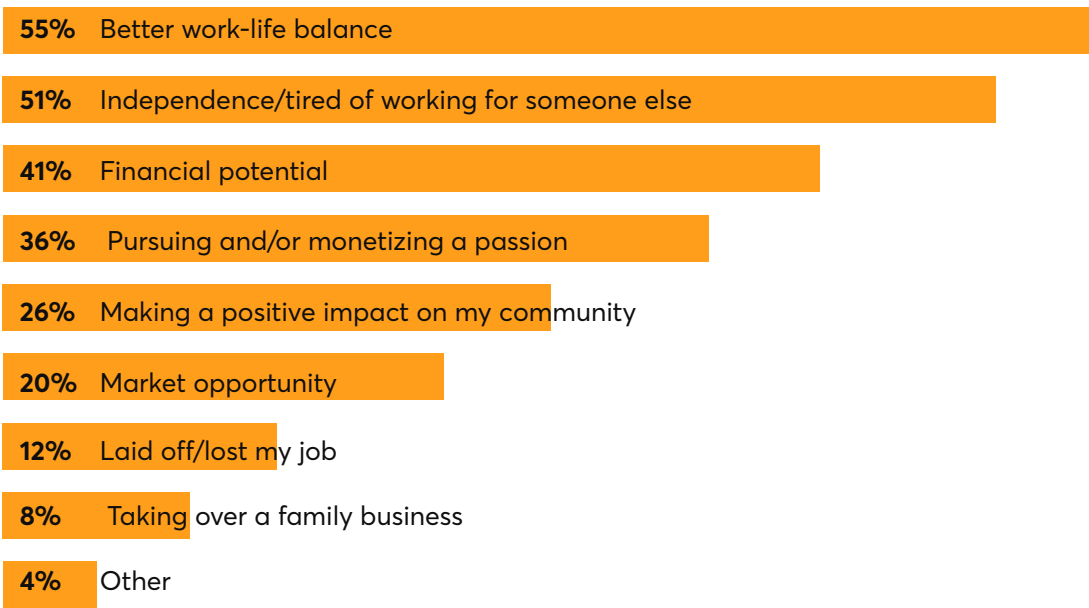 55% Better work-life balance
51% Independence/tired of working for someone else
41% Financial potential
36% Pursuing and/or monetizing a passion
26% Making a positive impact on my community
20% Market opportunity
12% Laid off/lost my job
8% Taking over a family business
4% Other